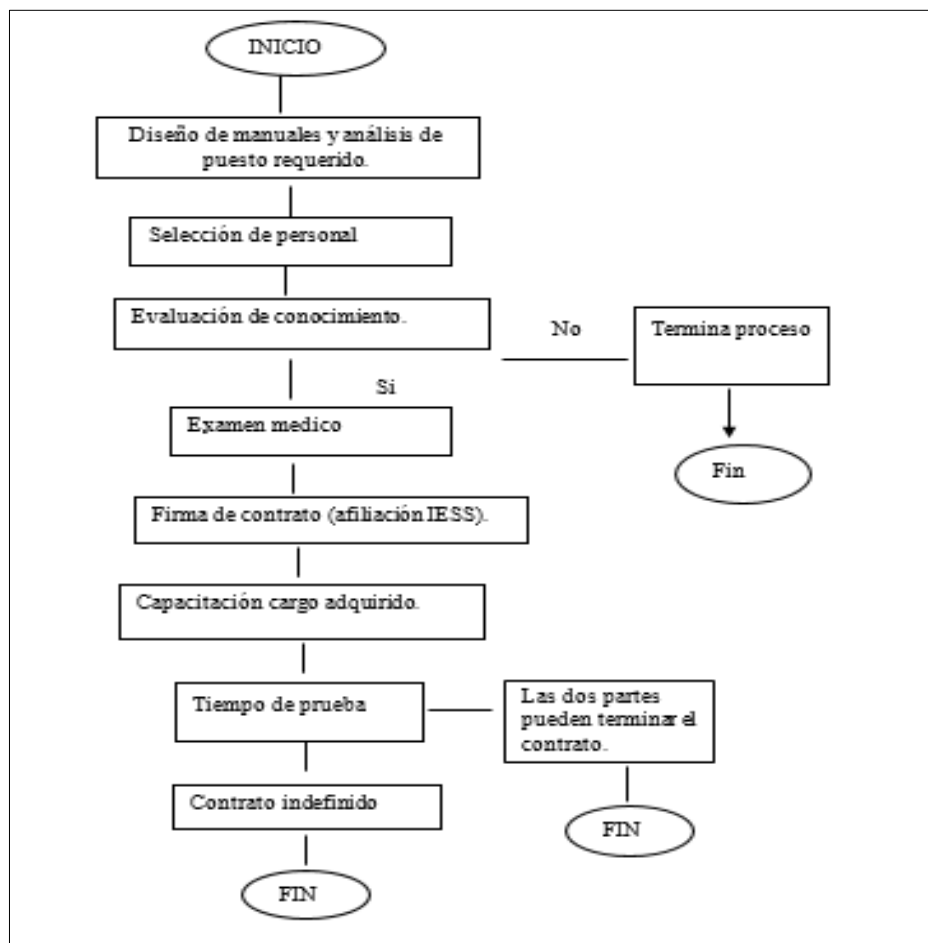 INICIO
Diseño de manuales y análisis de
puesto requerido.
Selección de personal
Evaluación de conocimiento.
No
Termina proceso
Si
Examen medico
Fin
Firma de contrato (afiliación IESS).
Capacitación cargo adquirido.
Tiempo de prueba
Las dos partes
pueden terminar el
contrato.
Contrato indefinido
FIN
FIN